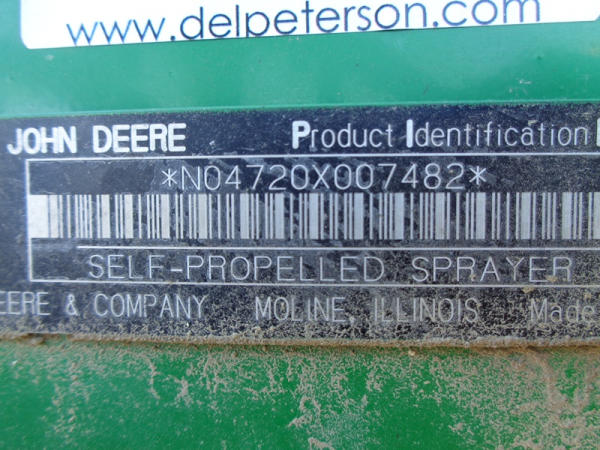 www.delpeterson.com
JOHN DEERE Product Identification
*N04720X007482*
SELF-PROPELLED SPRAYER
EERE & COMPANY MOLINE, ILLINOIS Made